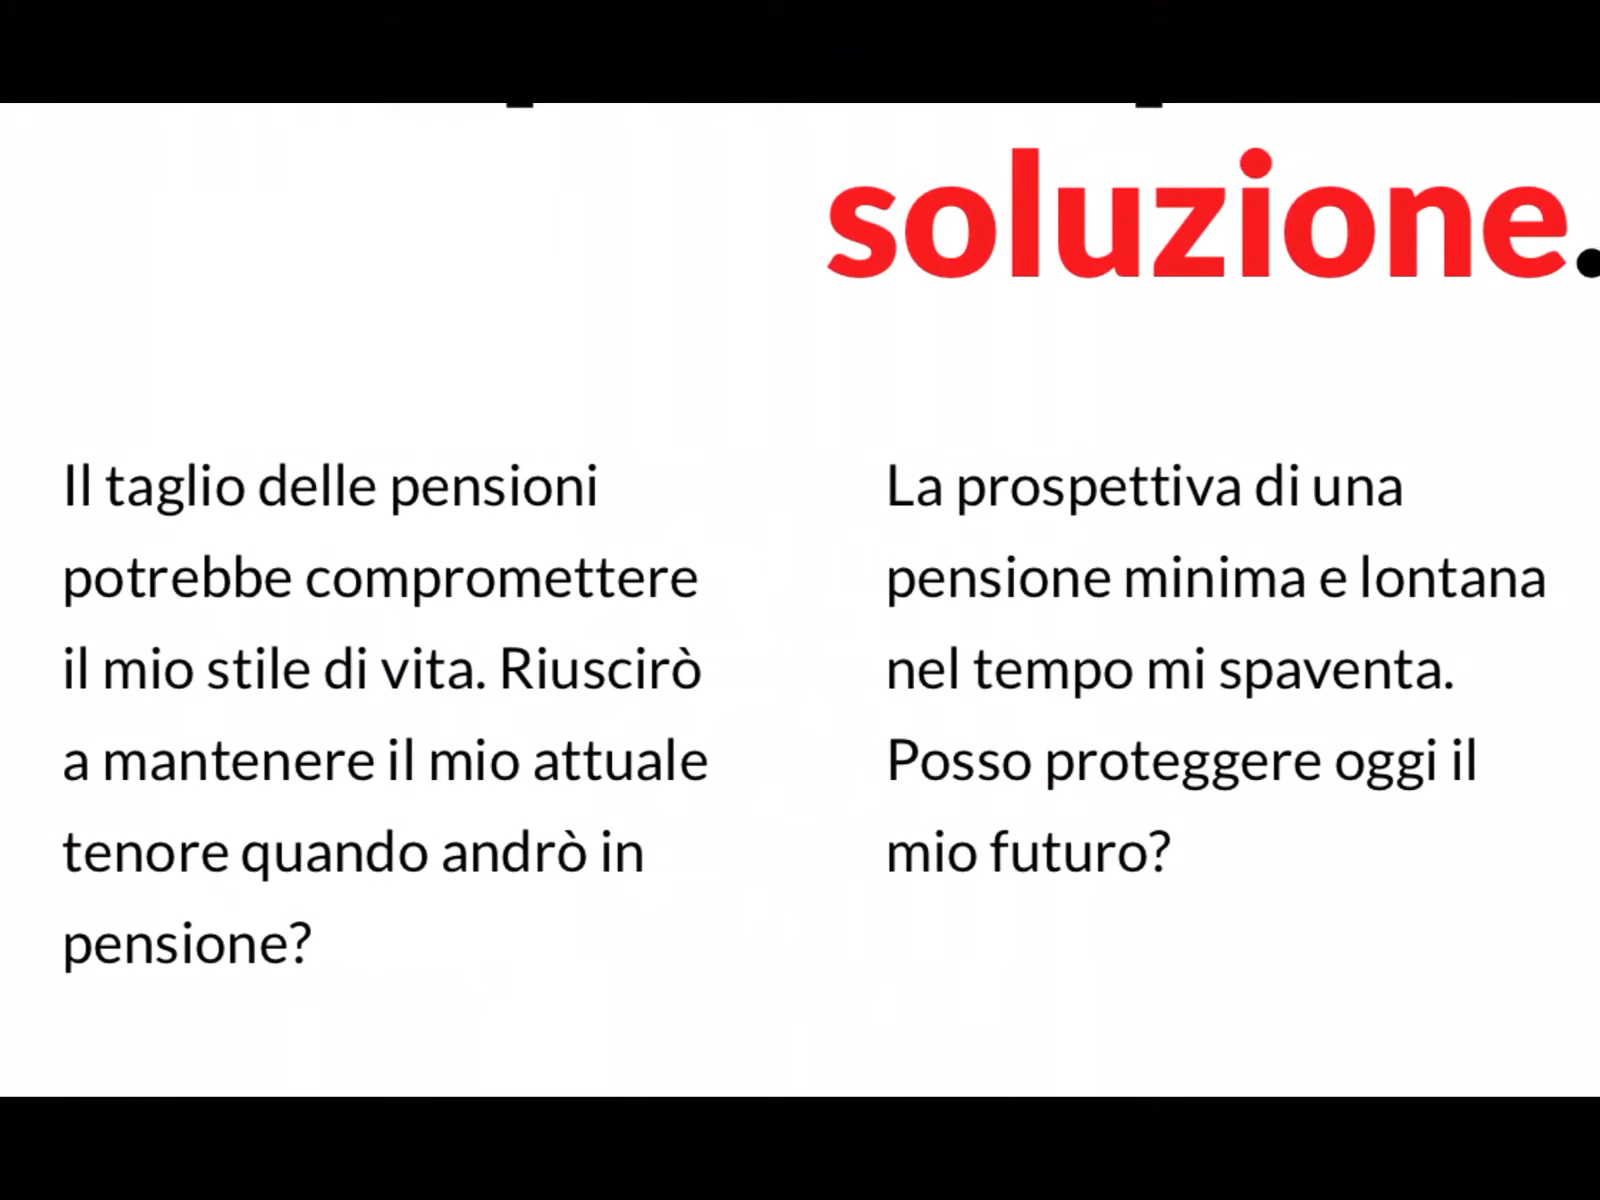 soluzione.
Il taglio delle pensioni
potrebbe compromettere
il mio stile di vita. Riuscirò
a mantenere il mio attuale
tenore quando andrò in
pensione?
La prospettiva di una
pensione minima e lontana
nel tempo mi spaventa.
Posso proteggere oggi il
mio futuro?